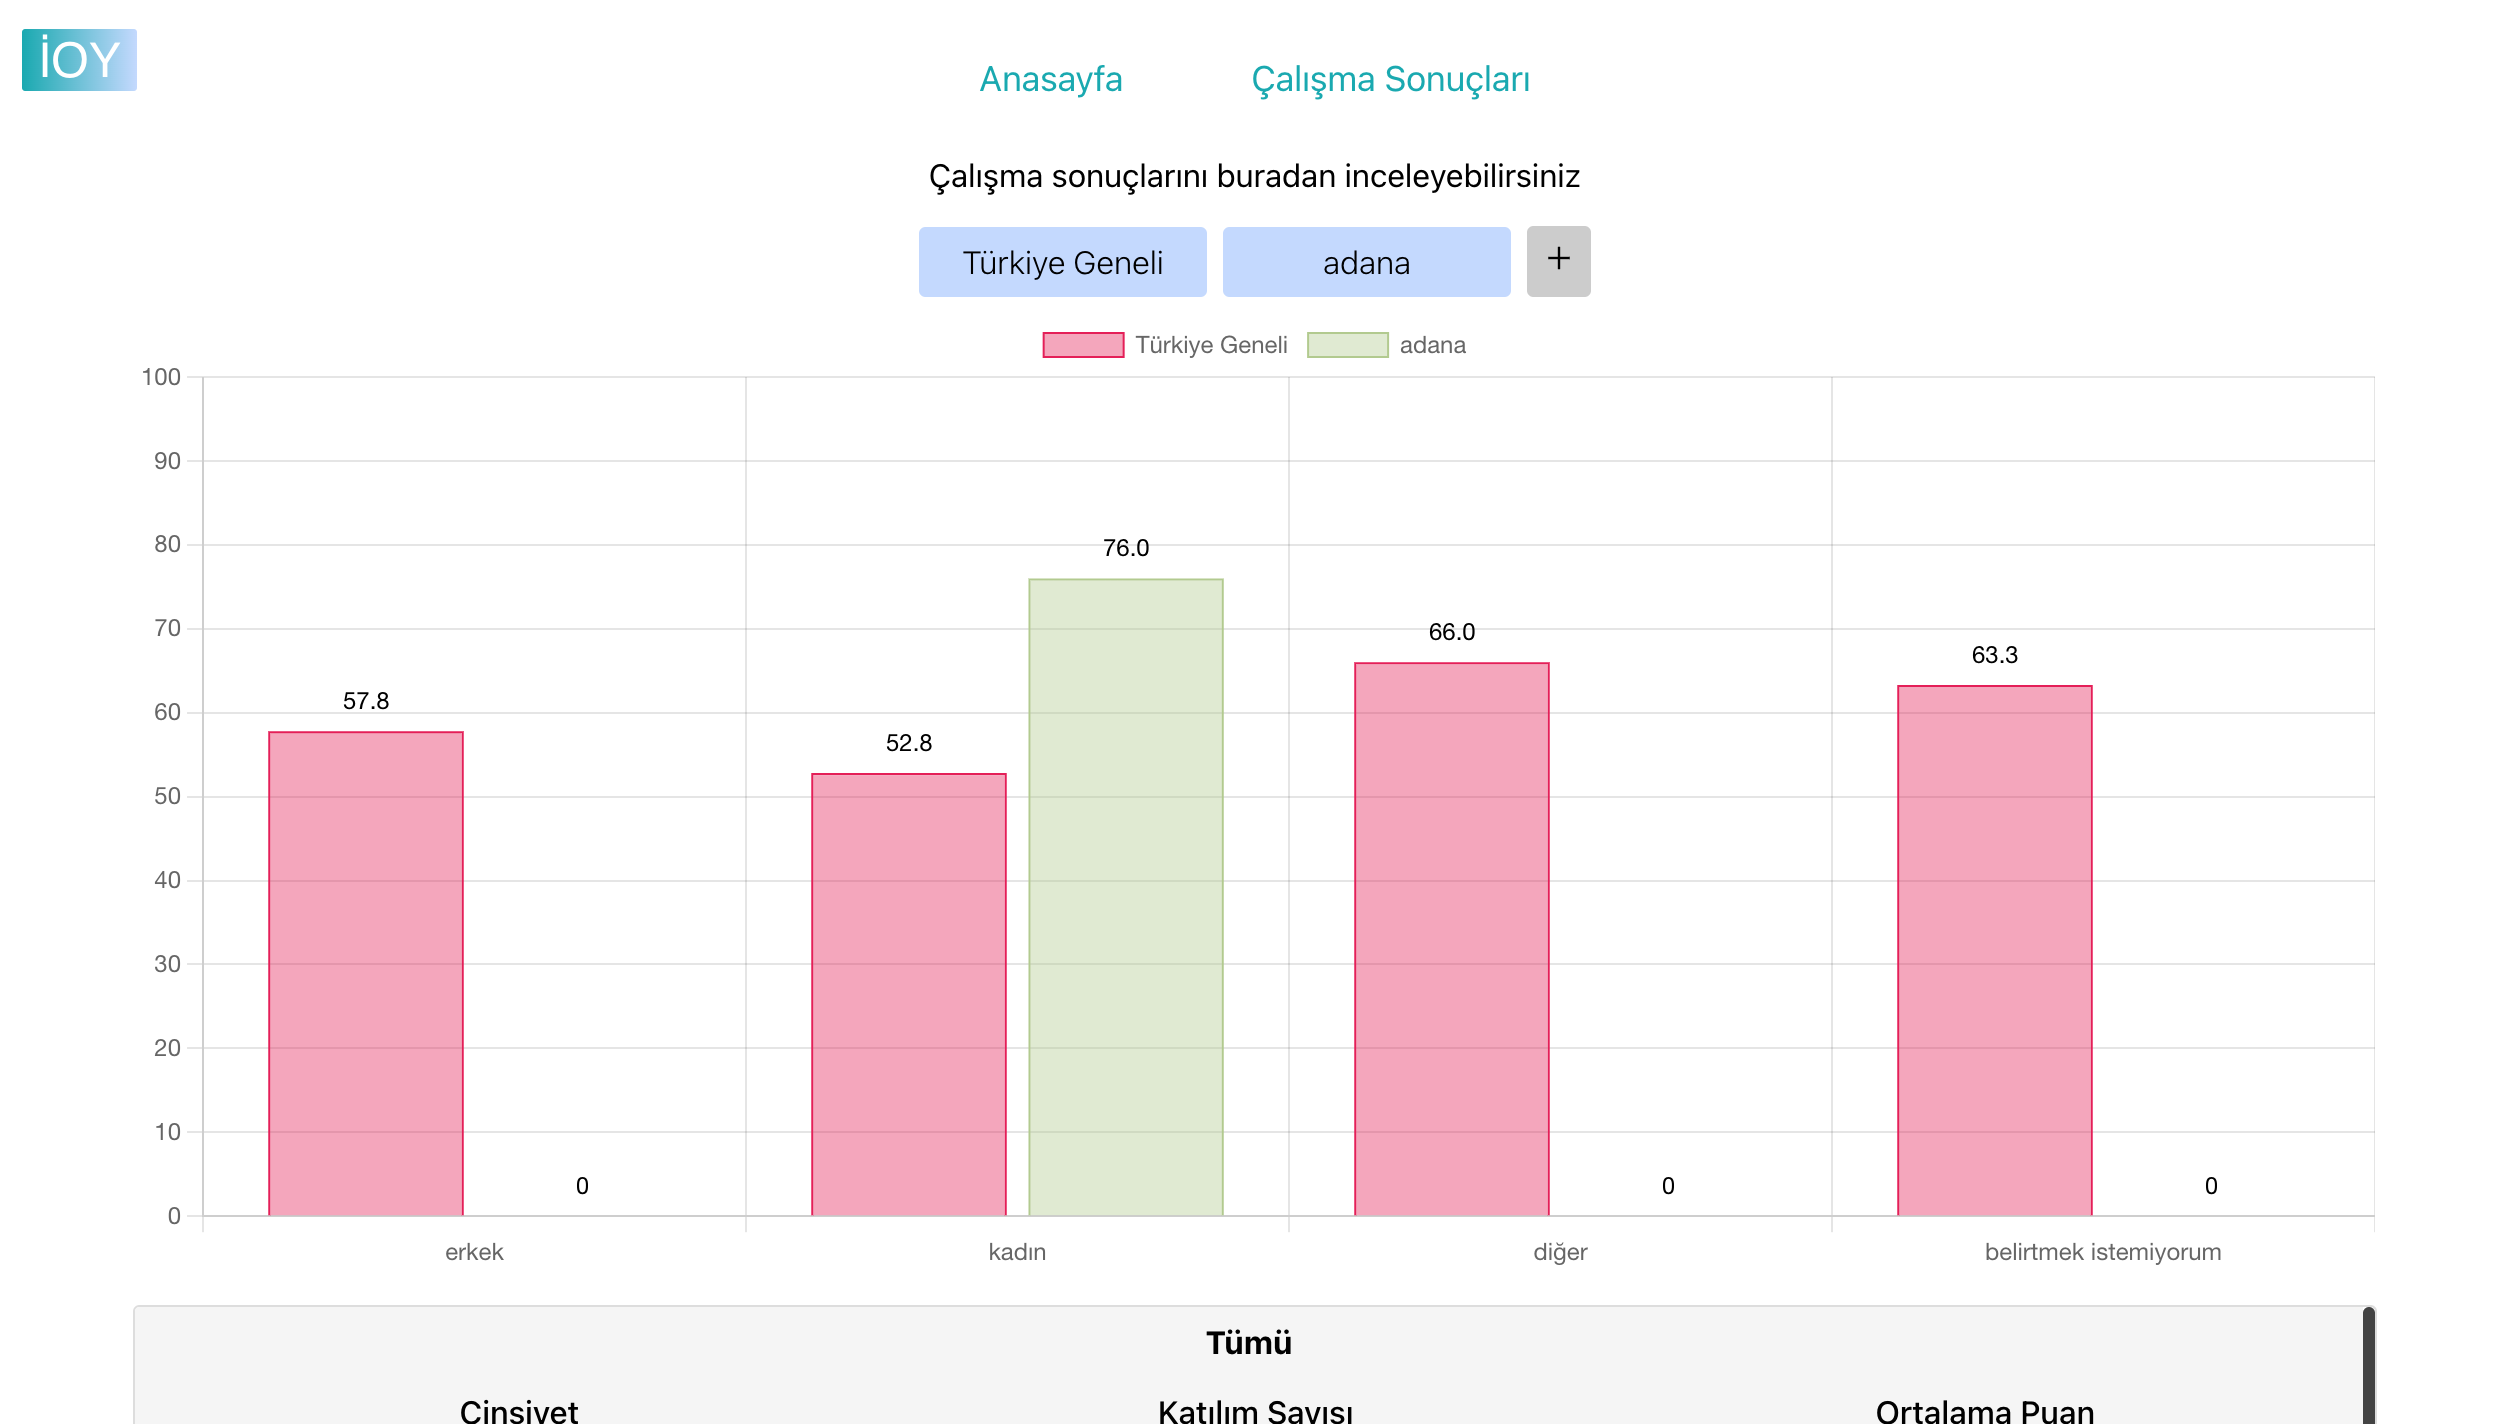 İOY
Anasayfa Çalışma Sonuçları
Çalışma sonuçlarını buradan inceleyebilirsiniz
Türkiye Geneli adana +
Türkiye Geneli adana
100
90
80
76.0
70
66.0
63.3
60
57.8
52.8
50
40
30
20
10
0 0 0
0
erkek kadın diğer belirtmek istemiyorum
Tümü
Cinsiyet Katılım Sayısı Ortalama Puan